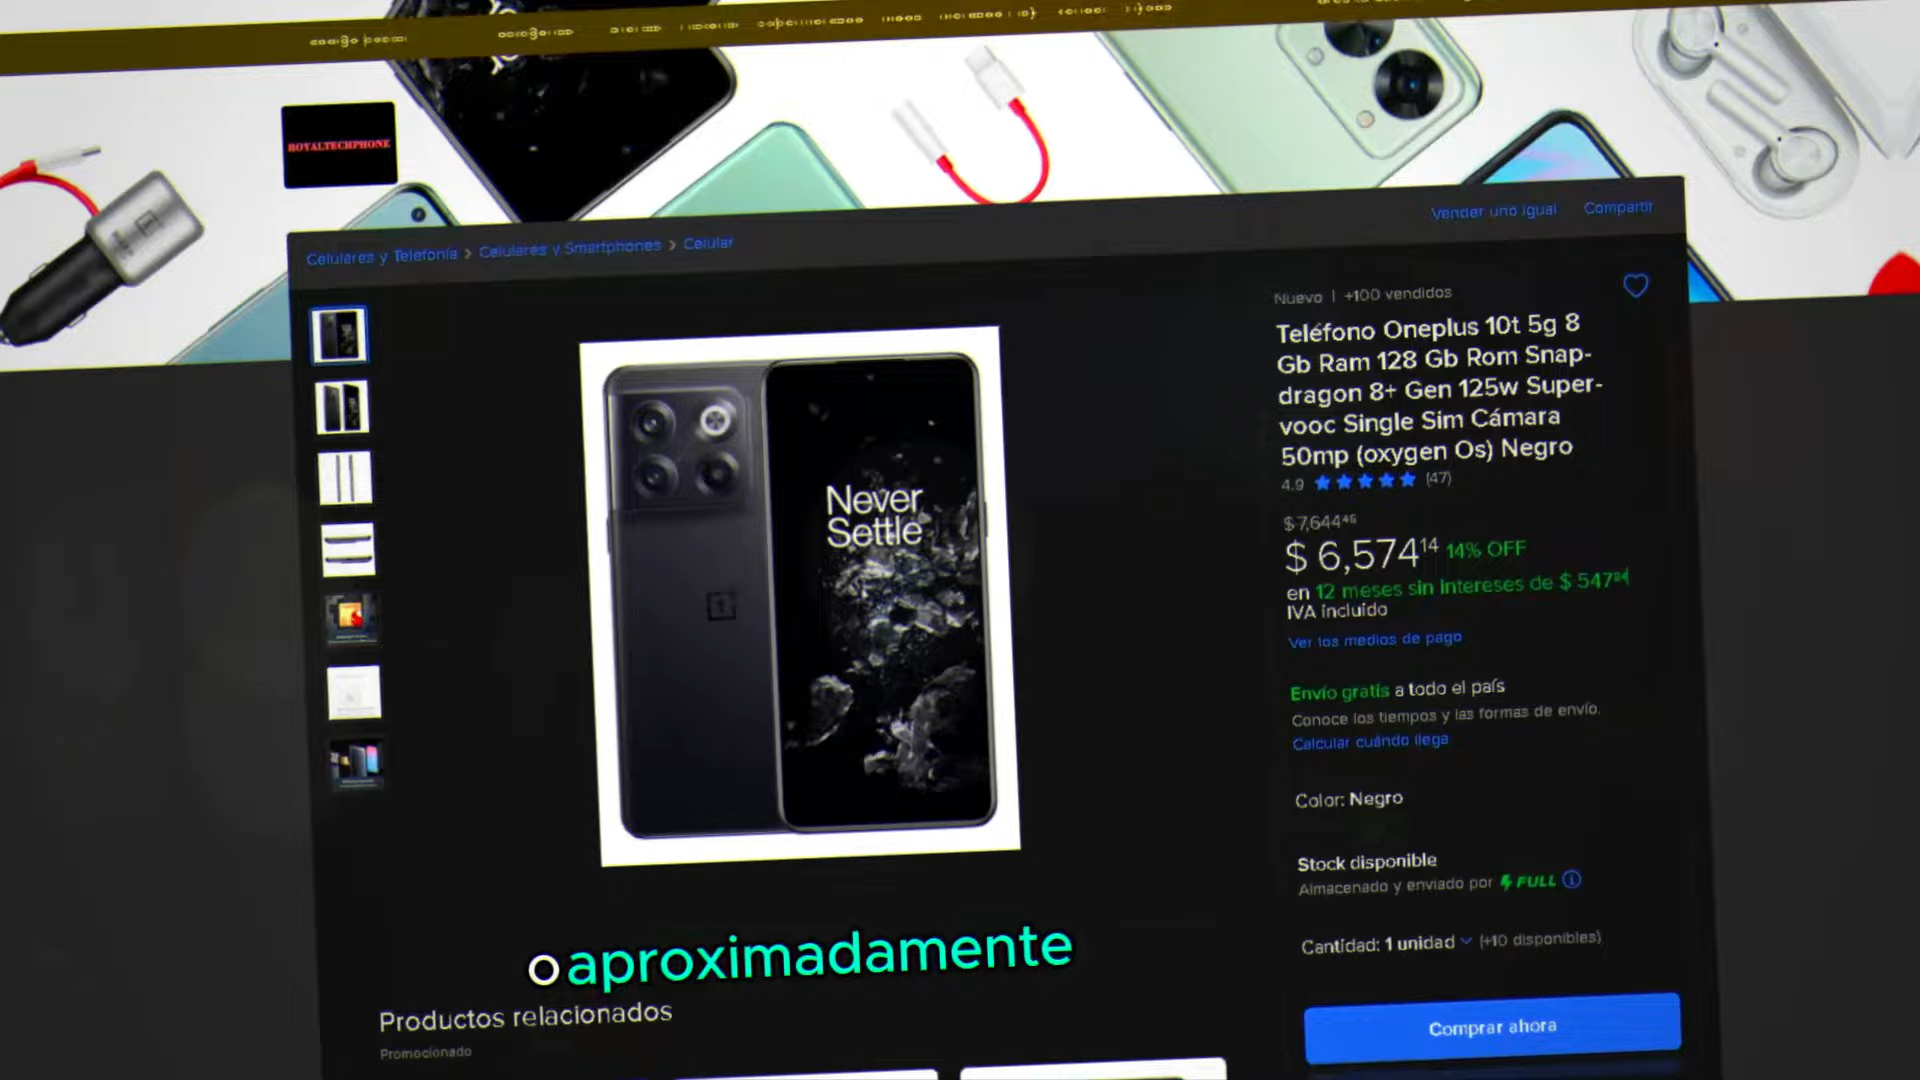 ROYALTECHPHONE
Vender uno igual
Compartir
Celulares y Telefonía > Celulares y Smartphones > Celular
Nuevo | +100 vendidos
Teléfono Oneplus 10t 5g 8
Gb Ram 128 Gb Rom Snap-
dragon 8+ Gen 125w Super-
vooc Single Sim Cámara
50mp (oxygen Os) Negro
4.9 (47)
$ 7,644 46
$ 6,574 14 14% OFF
en 12 meses sin intereses de $ 547 84
IVA incluido
Ver los medios de pago
Envío gratis a todo el país
Conoce los tiempos y las formas de envío.
Calcular cuándo llega
Color: Negro
Stock disponible
Almacenado y enviado por FULL
Cantidad: 1 unidad (+10 disponibles)
Comprar ahora
Never
Settle
o aproximadamente
Productos relacionados
Promocionado